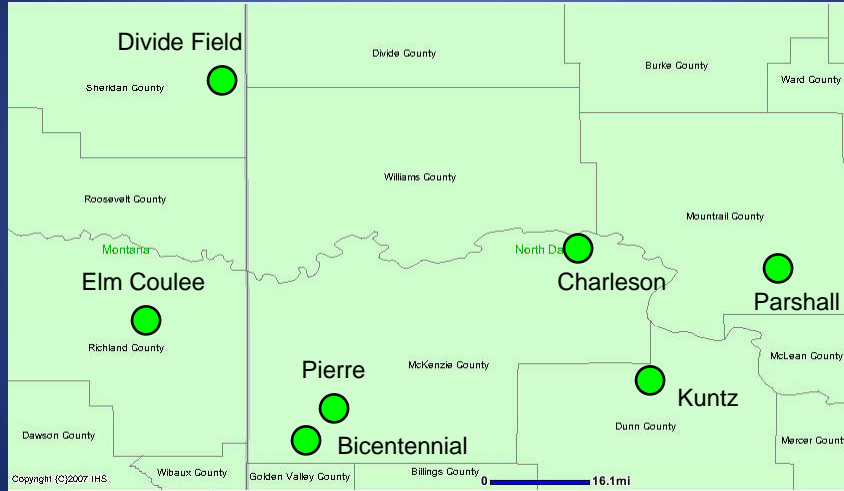 Divide Field
Divide County
Burke County
Ward County
Sheridan County
Williams County
Roosevelt County
Mountrail County
Montana
North Da
Elm Coulee
Charleson
Parshall
Richland County
McLean County
Pierre
McKenzie County
Kuntz
Dunn County
Dawson County
Bicentennial
Mercer County
Wibaux County
Golden Valley County
Billings County
Copyright (C)2007 IHS
0 16.1mi